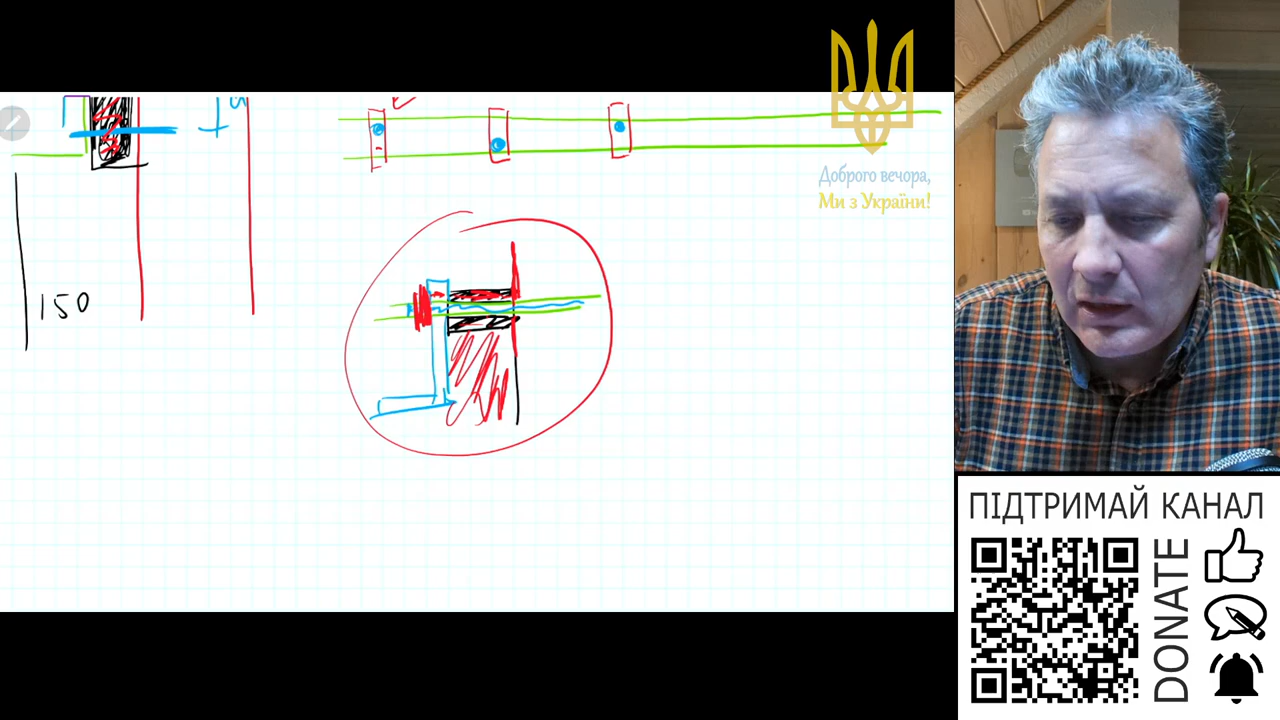 Доброго вечора,
Ми з України!
150
ПІДТРИМАЙ КАНАЛ
DONATE